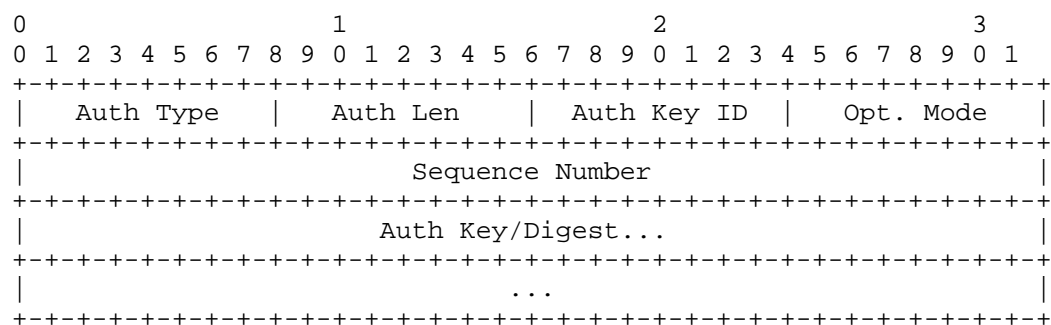 0                   1                   2                   3
0 1 2 3 4 5 6 7 8 9 0 1 2 3 4 5 6 7 8 9 0 1 2 3 4 5 6 7 8 9 0 1
+-+-+-+-+-+-+-+-+-+-+-+-+-+-+-+-+-+-+-+-+-+-+-+-+-+-+-+-+-+-+-+-+
|   Auth Type   |   Auth Len    |  Auth Key ID  |   Opt. Mode   |
+-+-+-+-+-+-+-+-+-+-+-+-+-+-+-+-+-+-+-+-+-+-+-+-+-+-+-+-+-+-+-+-+
|                        Sequence Number                        |
+-+-+-+-+-+-+-+-+-+-+-+-+-+-+-+-+-+-+-+-+-+-+-+-+-+-+-+-+-+-+-+-+
|                      Auth Key/Digest...                       |
+-+-+-+-+-+-+-+-+-+-+-+-+-+-+-+-+-+-+-+-+-+-+-+-+-+-+-+-+-+-+-+-+
|                              ...                              |
+-+-+-+-+-+-+-+-+-+-+-+-+-+-+-+-+-+-+-+-+-+-+-+-+-+-+-+-+-+-+-+-+